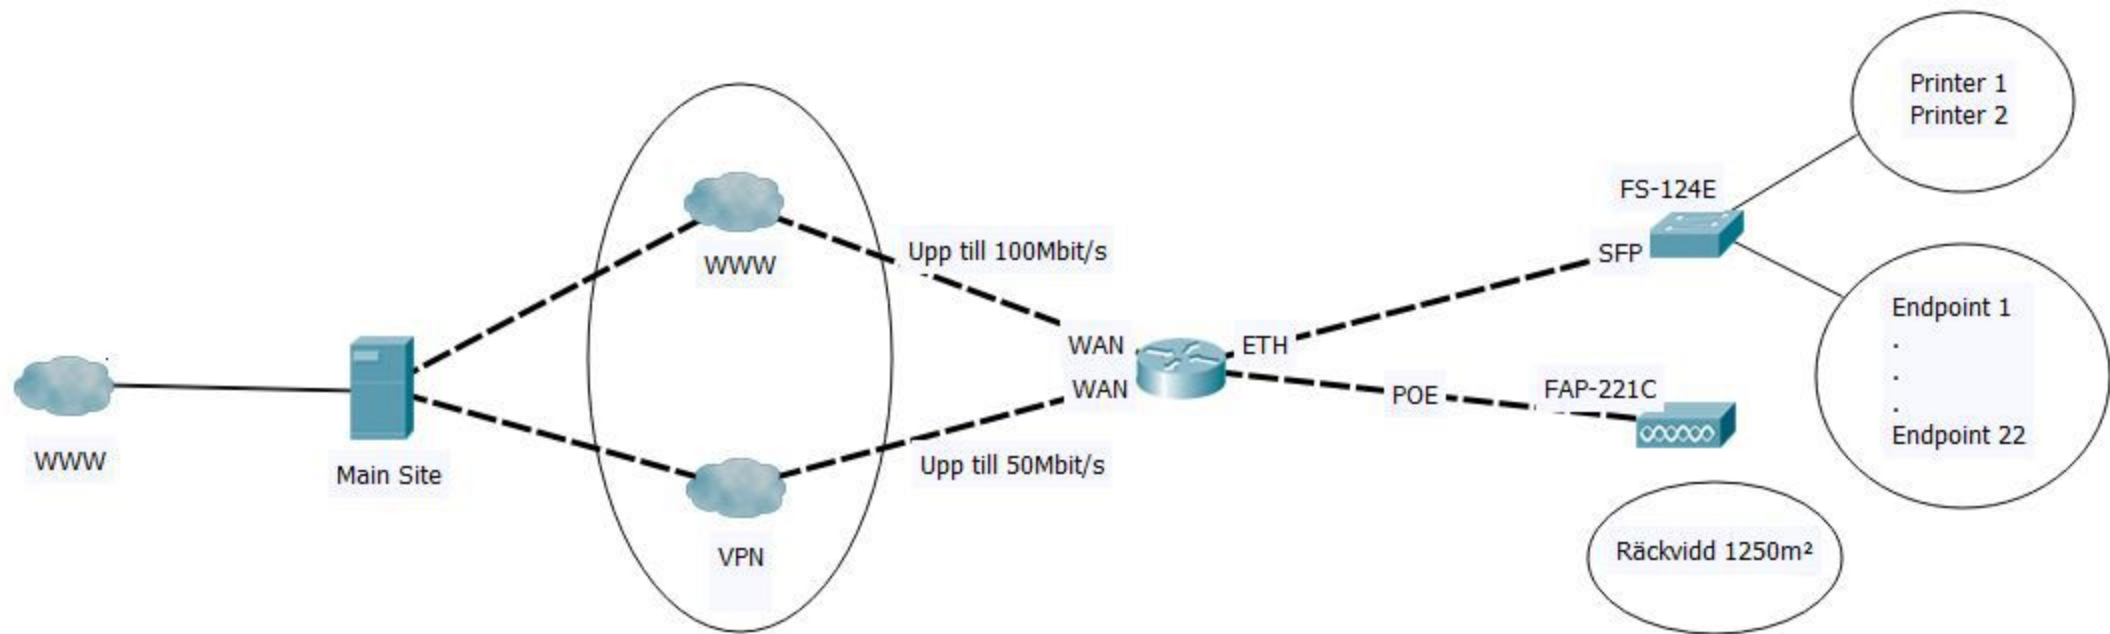 WWW
Main Site
WWW
VPN
Upp till 100Mbit/s
Upp till 50Mbit/s
WAN
WAN
ETH
POE
SFP
FS-124E
FAP-221C
Printer 1
Printer 2
Endpoint 1
.
.
.
Endpoint 22
Räckvidd 1250m²